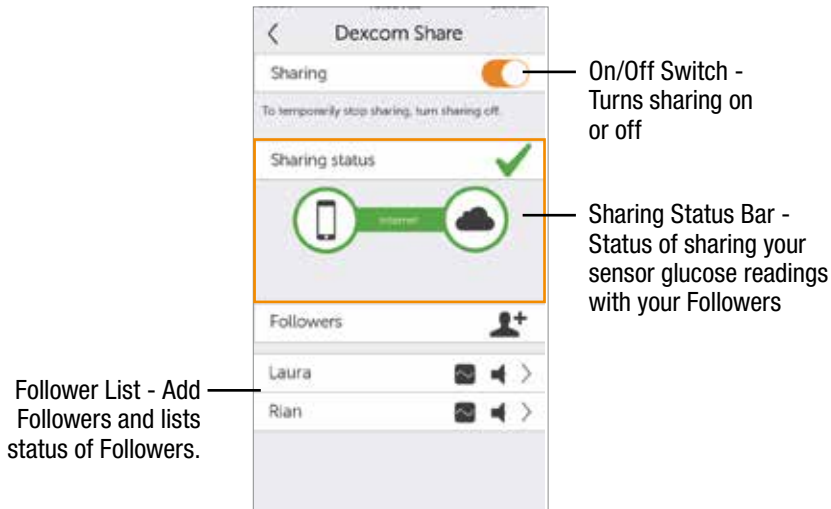 Dexcom Share
Sharing
To temporarily stop sharing, turn sharing off.
Sharing status
Internet
Followers
Laura
Rian
On/Off Switch -
Turns sharing on
or off
Sharing Status Bar -
Status of sharing your
sensor glucose readings
with your Followers
Follower List - Add
Followers and lists
status of Followers.